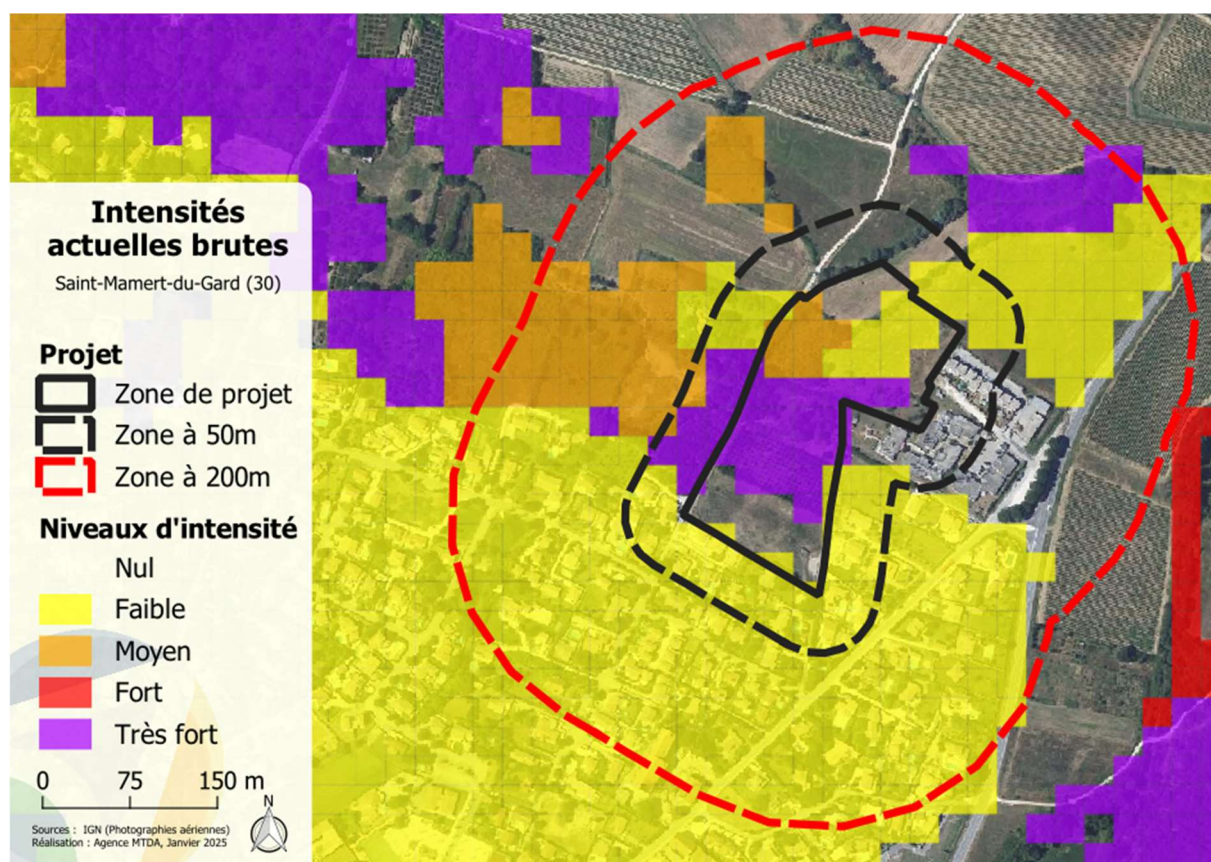 Intensités
actuelles brutes
Saint-Mamert-du-Gard (30)
Projet
Zone de projet
Zone à 50m
Zone à 200m
Niveaux d'intensité
Nul
Faible
Moyen
Fort
Très fort
0 75 150 m
N
Sources : IGN (Photographies aériennes)
Réalisation : Agence MTDA, Janvier 2025